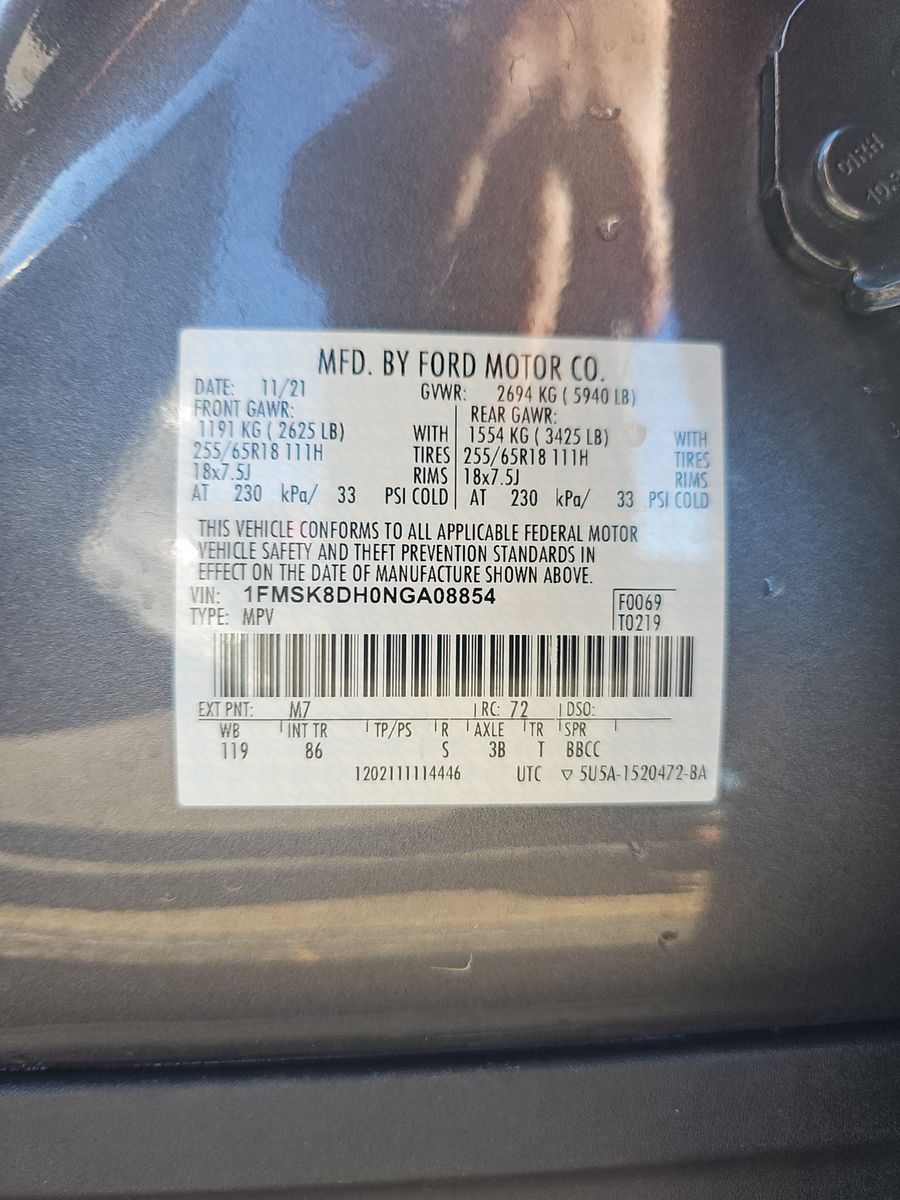 MFD. BY FORD MOTOR CO.
DATE: 11/21 GVWR: 2694 KG ( 5940 LB)
FRONT GAWR: REAR GAWR:
1191 KG ( 2625 LB) WITH 1554 KG ( 3425 LB) WITH
255/65R18 111H TIRES 255/65R18 111H TIRES
18x7.5J RIMS 18x7.5J RIMS
AT 230 kPa/ 33 PSI COLD AT 230 kPa/ 33 PSI COLD
THIS VEHICLE CONFORMS TO ALL APPLICABLE FEDERAL MOTOR
VEHICLE SAFETY AND THEFT PREVENTION STANDARDS IN
EFFECT ON THE DATE OF MANUFACTURE SHOWN ABOVE.
VIN: 1FMSK8DH0NGA08854 F0069
TYPE: MPV T0219
EXT PNT: M7 RC: 72 DSO:
WB INT TR TP/PS R AXLE TR SPR
119 86 S 3B T BBCC
1202111114446 UTC ▽ 5U5A-1520472-BA